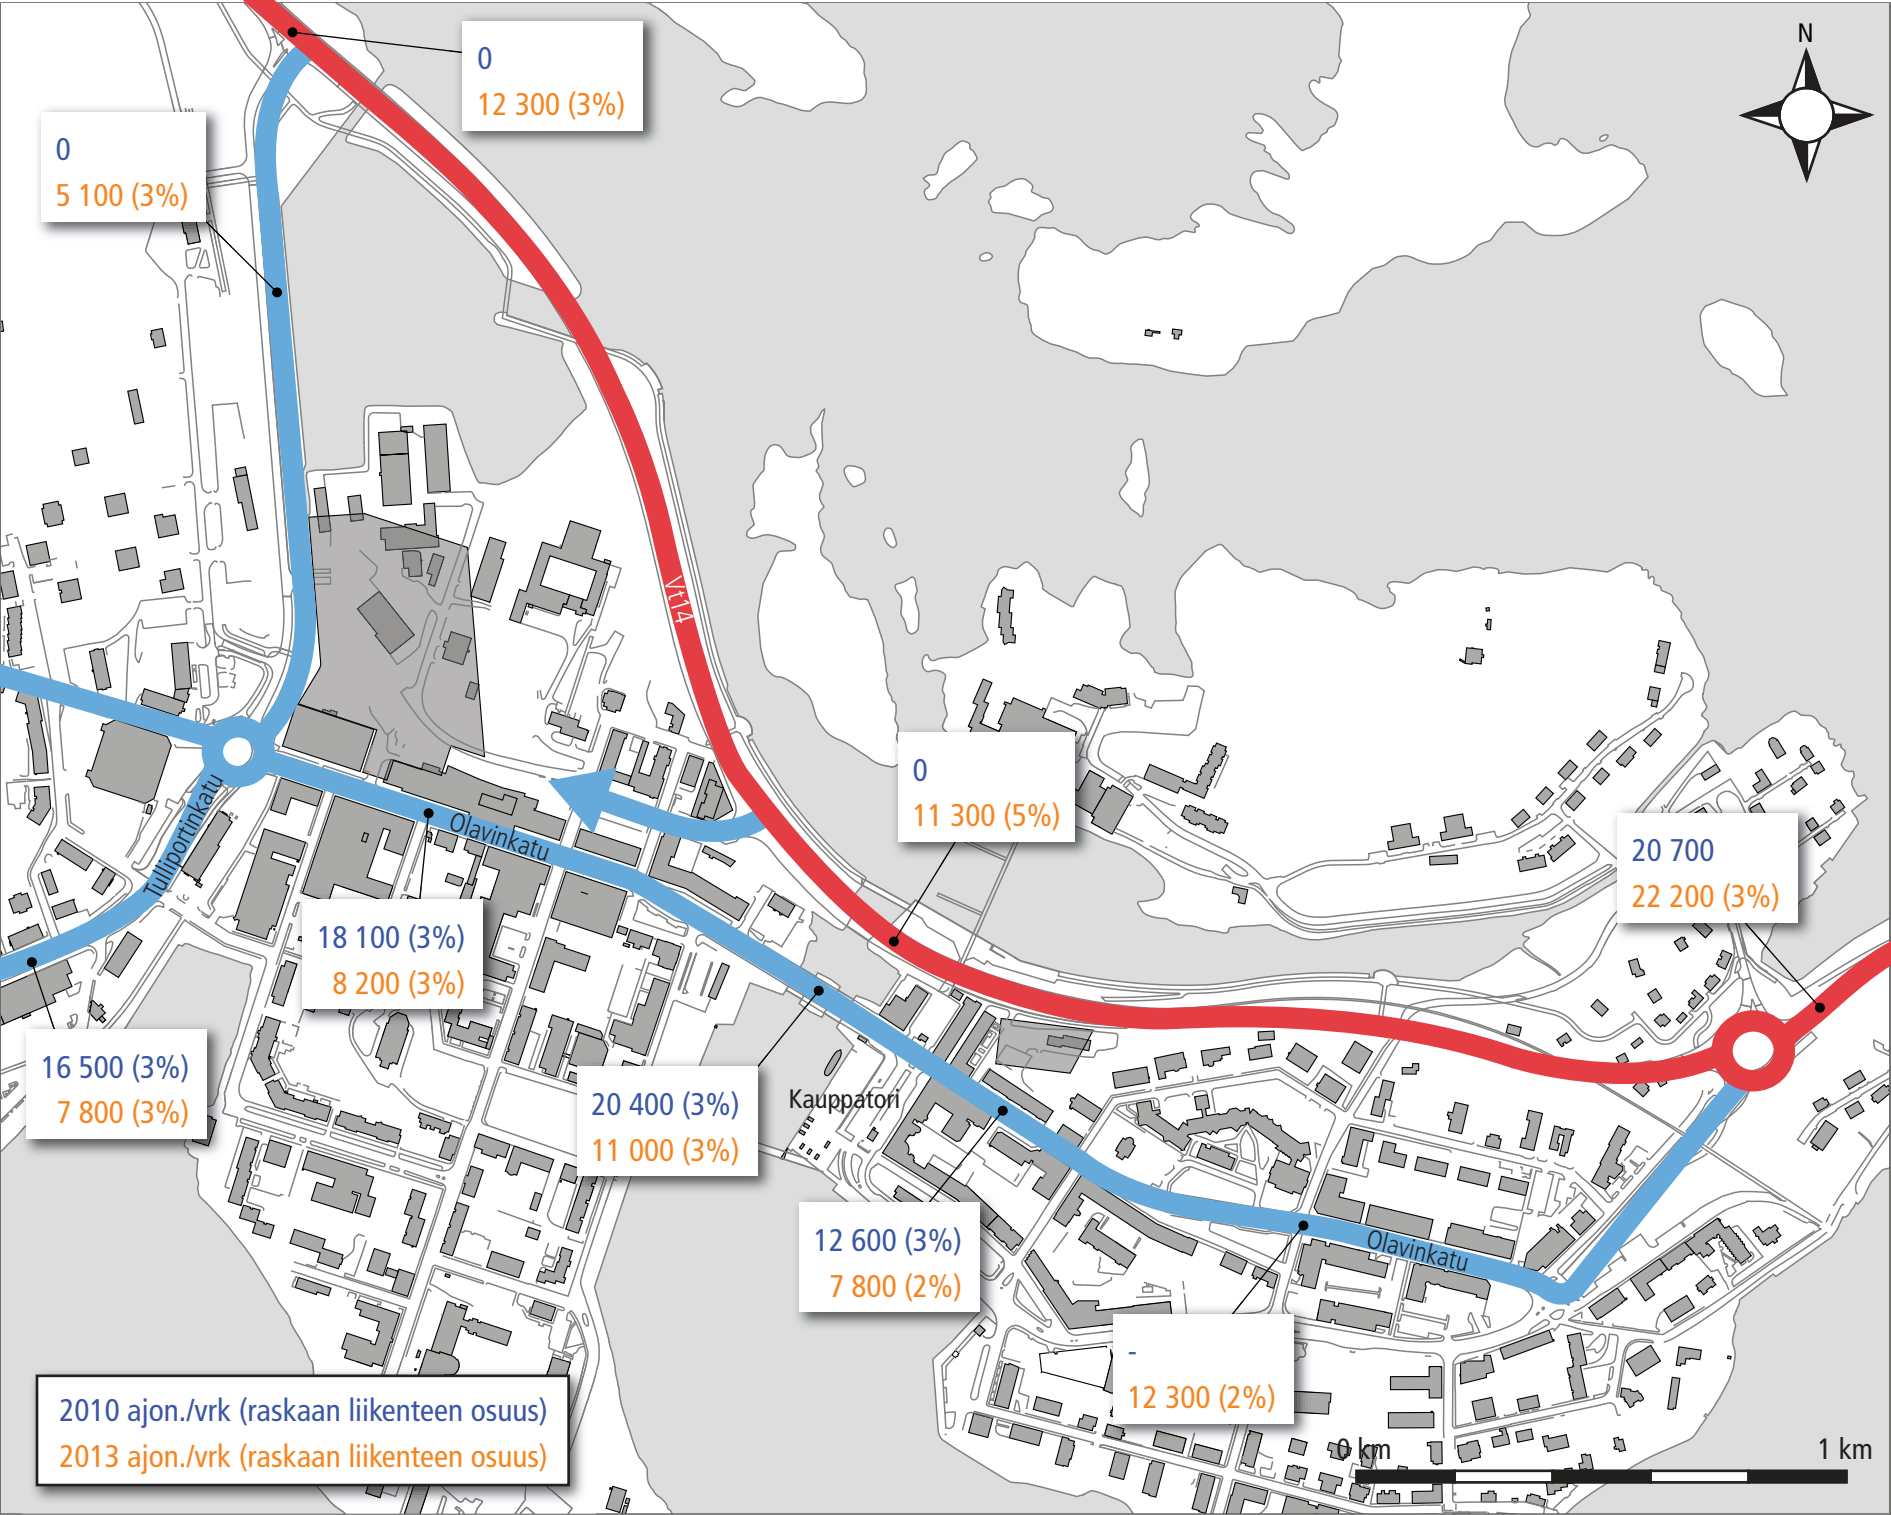 N
0
12 300 (3%)
0
5 100 (3%)
Vt14
0
11 300 (5%)
20 700
22 200 (3%)
Tulliportinkatu
Olavinkatu
18 100 (3%)
8 200 (3%)
16 500 (3%)
7 800 (3%)
20 400 (3%)
11 000 (3%)
Kauppatori
12 600 (3%)
7 800 (2%)
Olavinkatu
-
12 300 (2%)
2010 ajon./vrk (raskaan liikenteen osuus)
2013 ajon./vrk (raskaan liikenteen osuus)
0 km
1 km